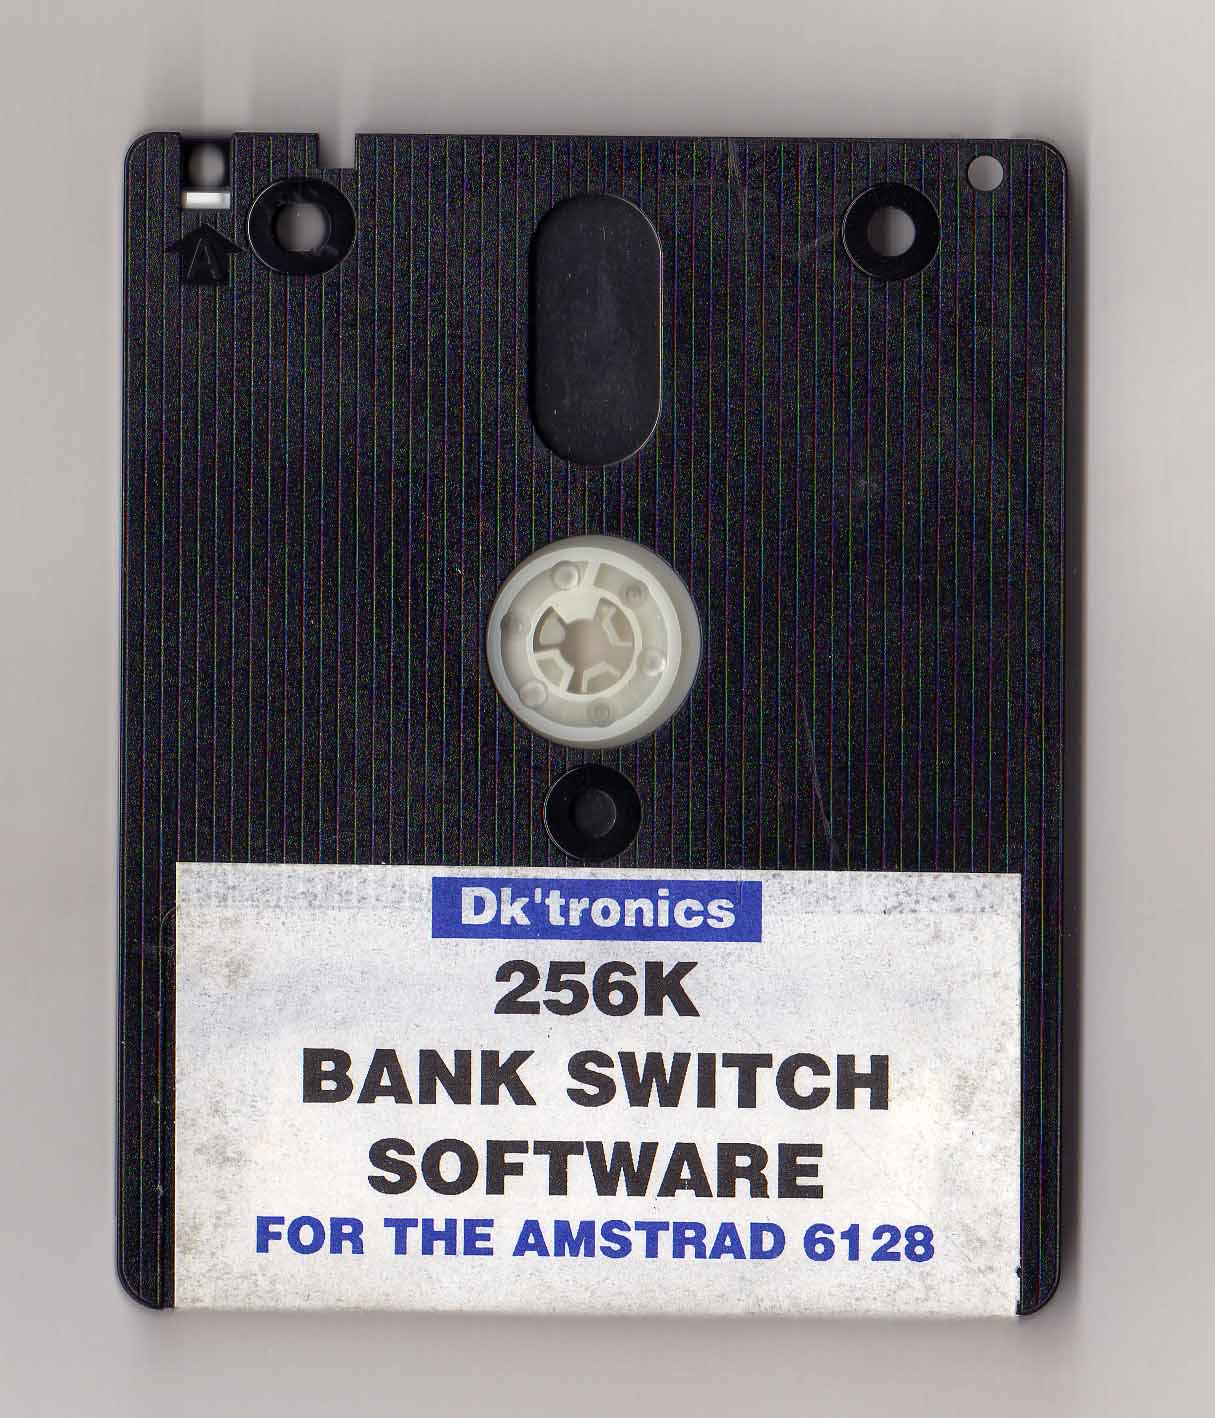 A
Dk'tronics
256K
BANK SWITCH
SOFTWARE
FOR THE AMSTRAD 6128